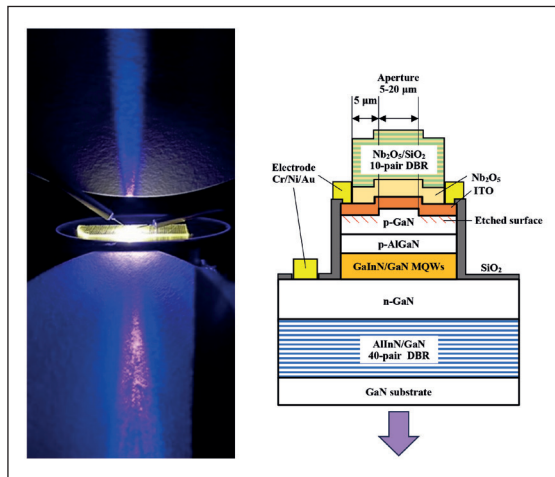 Aperture
5-20 µm
5 µm
Nb₂O₅/SiO₂
10-pair DBR
Electrode
Cr/Ni/Au
Nb₂O₅
ITO
p-GaN
Etched surface
p-AlGaN
GaInN/GaN MQWs
SiO₂
n-GaN
AlInN/GaN
40-pair DBR
GaN substrate